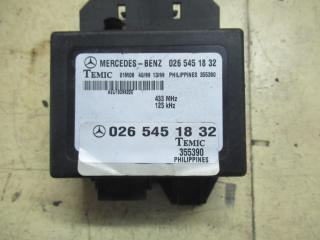 MERCEDES-BENZ 026 545 18 32
TEMIC 01M08 40/99 13/99 PHILIPPINES 355390
433 MHz
125 kHz
026 545 18 32
TEMIC
355390
PHILIPPINES